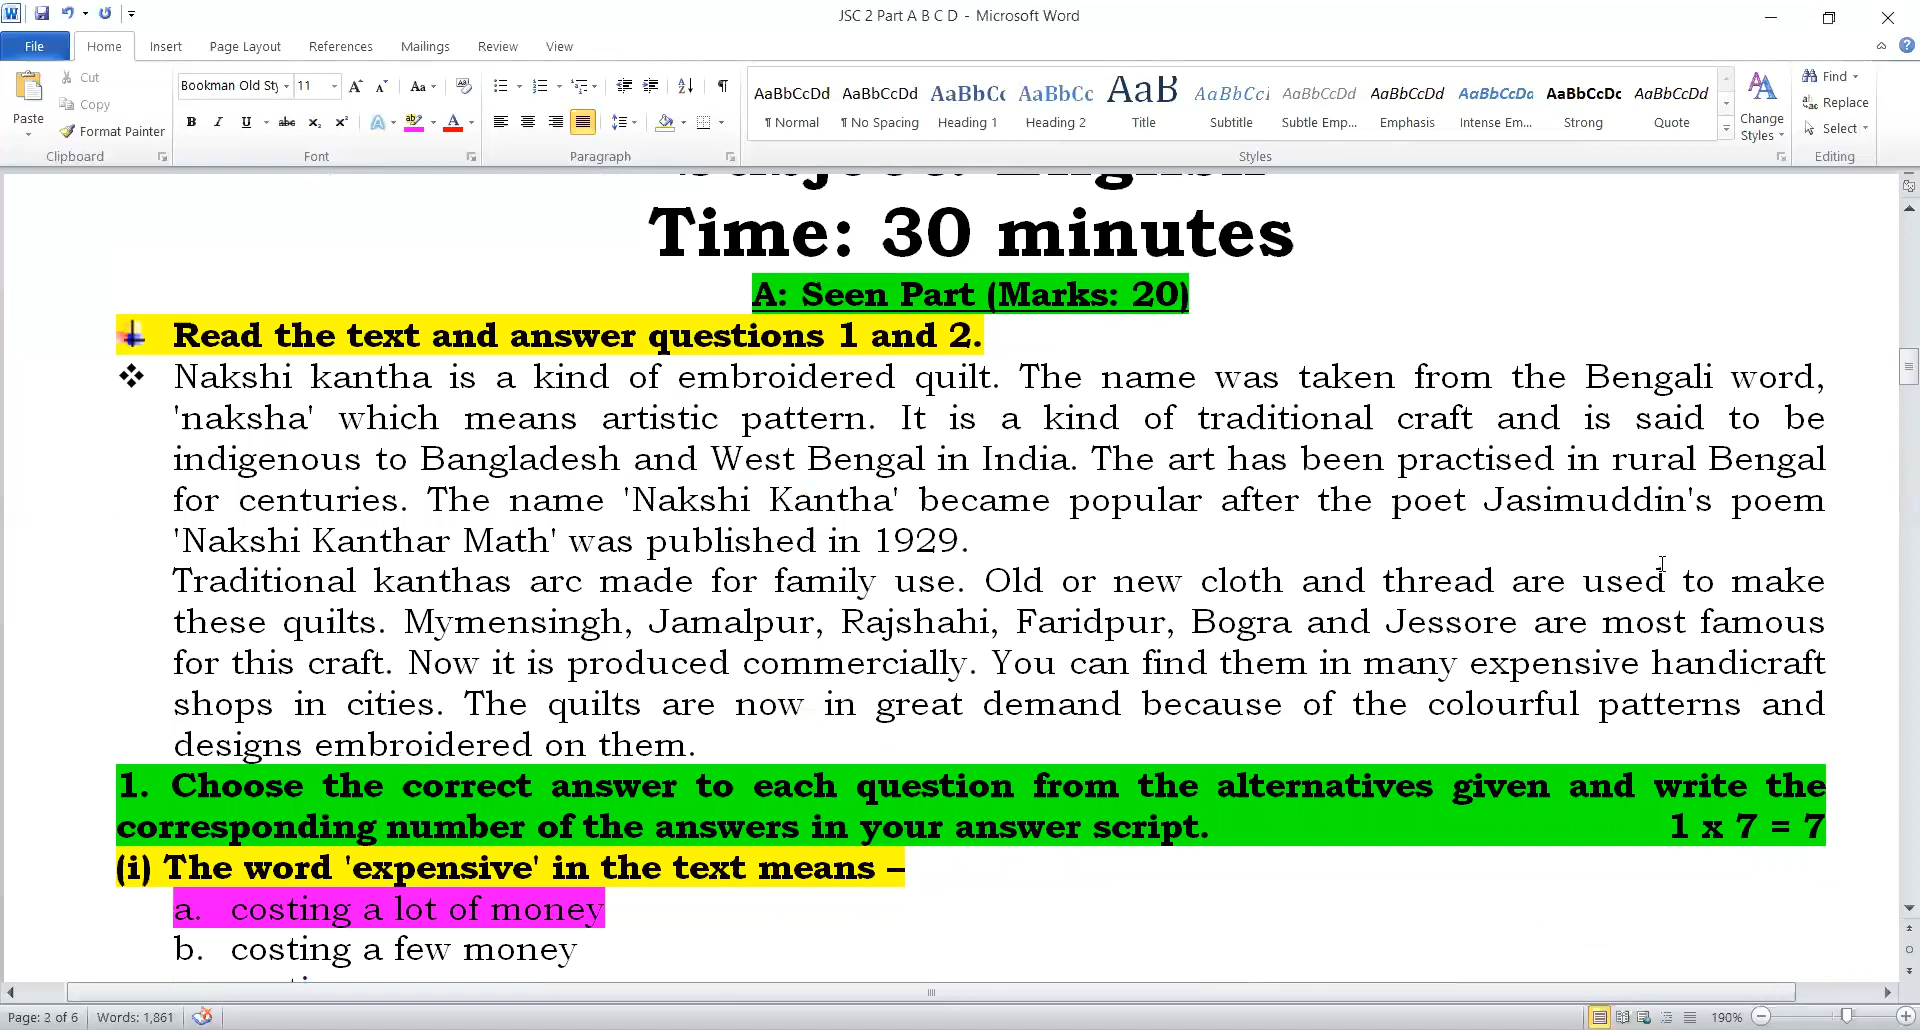 JSC 2 Part A B C D - Microsoft Word
File Home Insert Page Layout References Mailings Review View
Paste
Cut
Copy
Format Painter
Clipboard
Bookman Old Sty 11
Font
Paragraph
AaBbCcDd AaBbCcDd AaBbCc AaBbCc AaB AaBbCcI AaBbCcDd AaBbCcDd AaBbCcDc AaBbCcDc AaBbCcDd
¶ Normal ¶ No Spacing Heading 1 Heading 2 Title Subtitle Subtle Emp... Emphasis Intense Em... Strong Quote
Styles
Change Styles
Find
Replace
Select
Editing
Subject: English
Time: 30 minutes
A: Seen Part (Marks: 20)
Read the text and answer questions 1 and 2.
Nakshi kantha is a kind of embroidered quilt. The name was taken from the Bengali word,
'naksha' which means artistic pattern. It is a kind of traditional craft and is said to be
indigenous to Bangladesh and West Bengal in India. The art has been practised in rural Bengal
for centuries. The name 'Nakshi Kantha' became popular after the poet Jasimuddin's poem
'Nakshi Kanthar Math' was published in 1929.
Traditional kanthas arc made for family use. Old or new cloth and thread are used to make
these quilts. Mymensingh, Jamalpur, Rajshahi, Faridpur, Bogra and Jessore are most famous
for this craft. Now it is produced commercially. You can find them in many expensive handicraft
shops in cities. The quilts are now in great demand because of the colourful patterns and
designs embroidered on them.
1. Choose the correct answer to each question from the alternatives given and write the
corresponding number of the answers in your answer script. 1 x 7 = 7
(i) The word 'expensive' in the text means –
a. costing a lot of money
b. costing a few money
Page: 2 of 6 Words: 1,861 190%